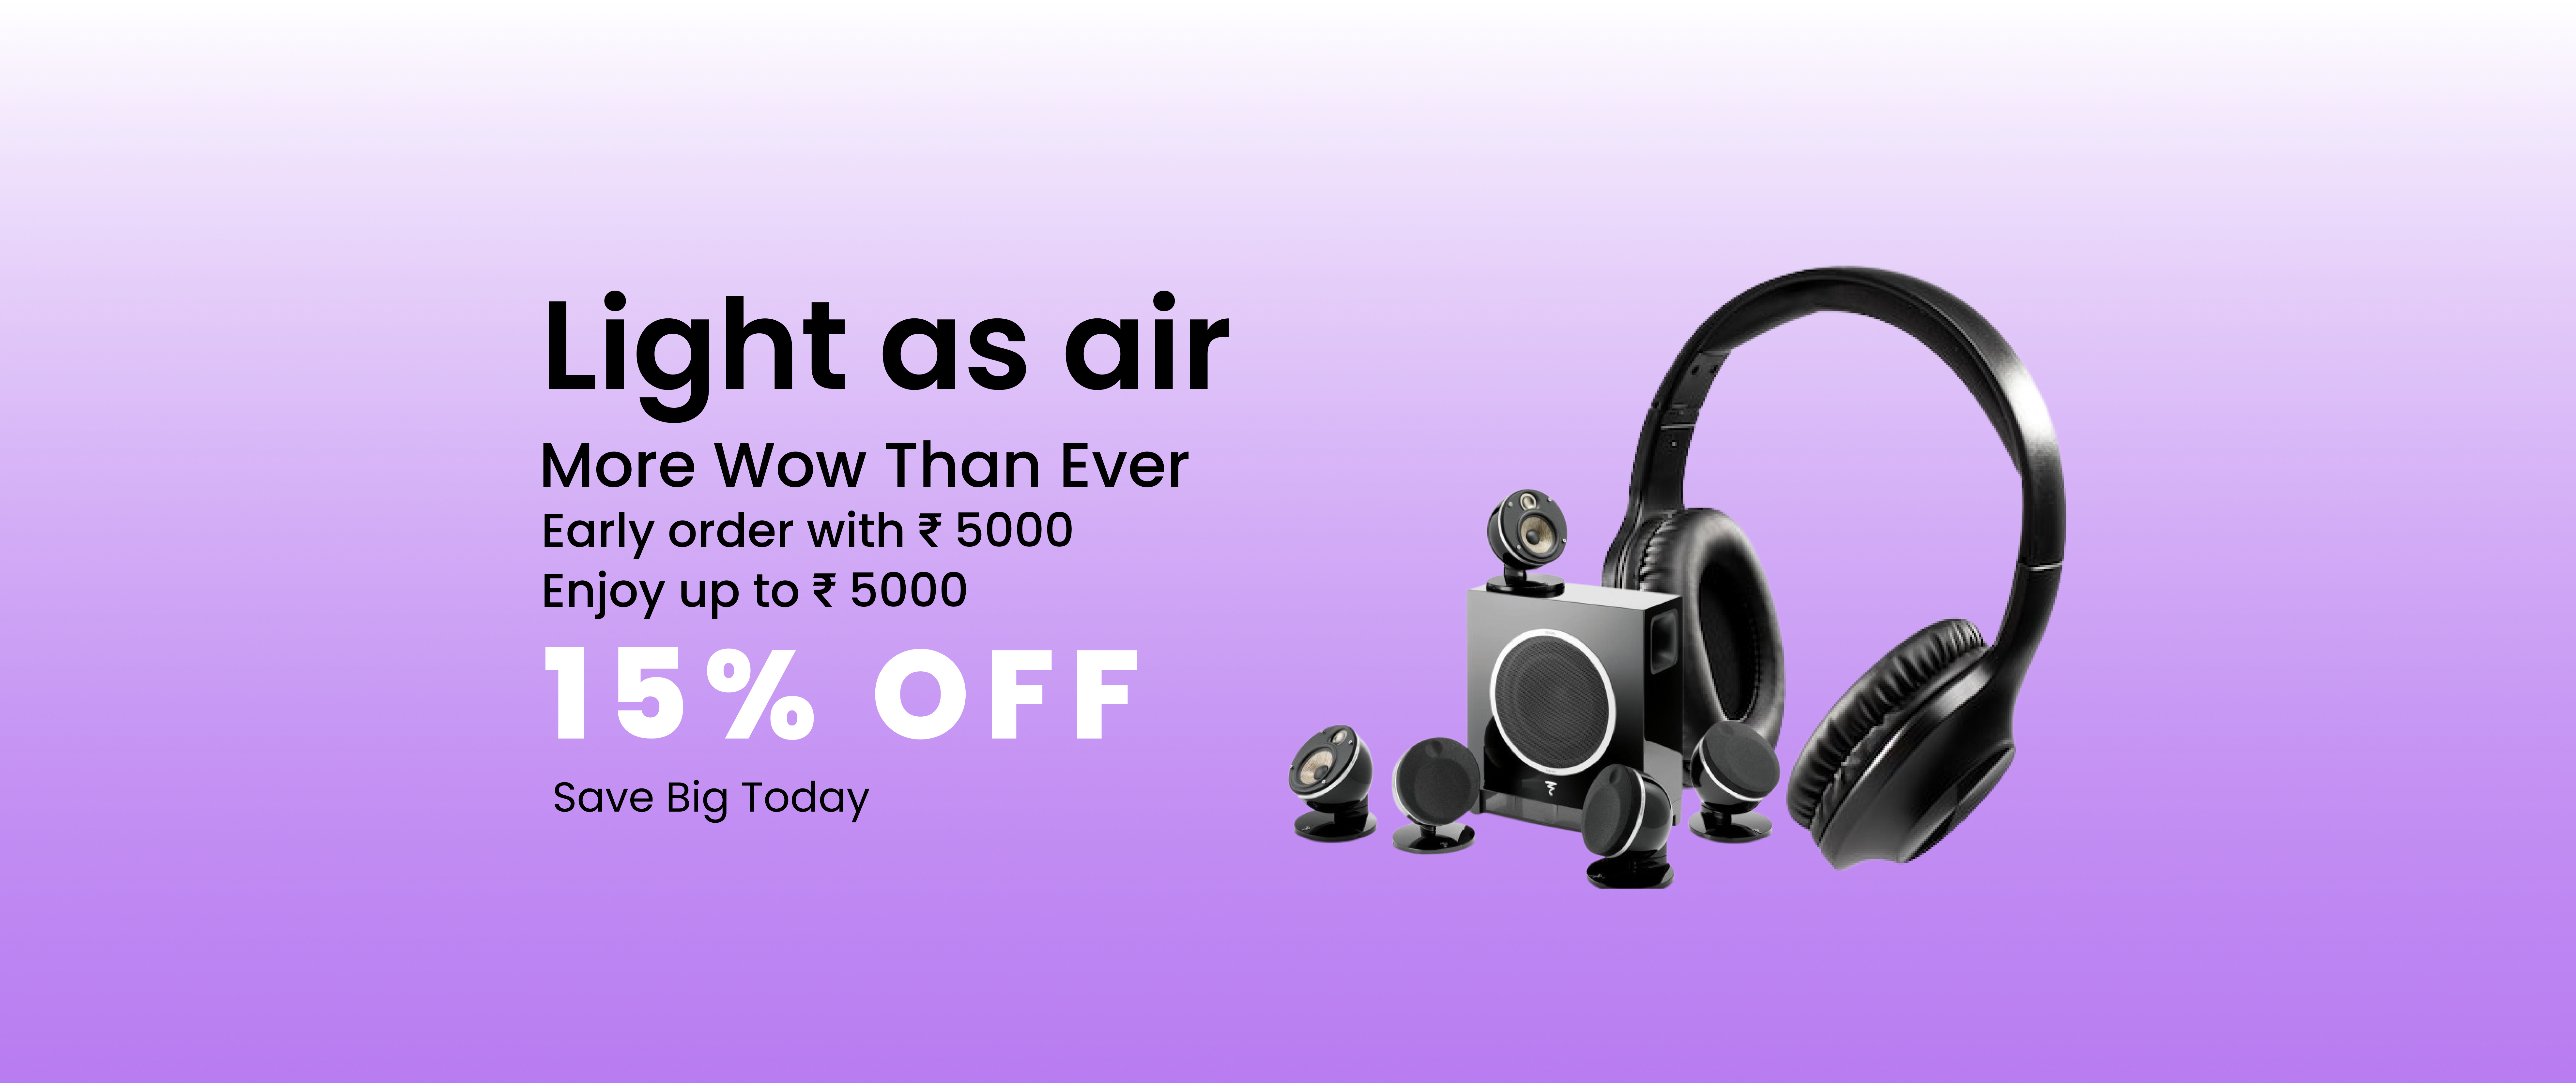 Light as air
More Wow Than Ever
Early order with ₹ 5000
Enjoy up to ₹ 5000
15% OFF
Save Big Today